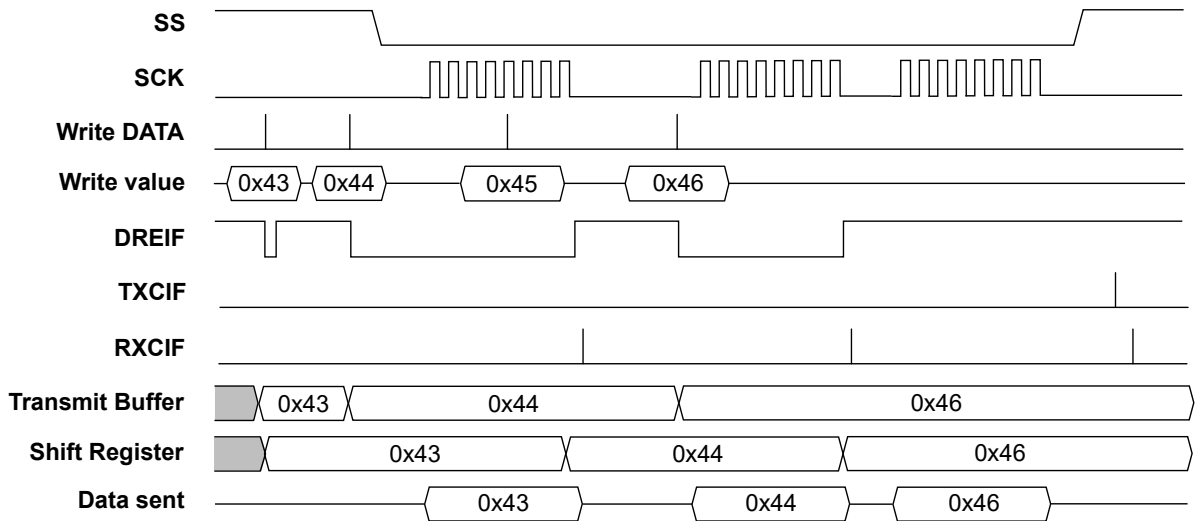 SS
SCK
Write DATA
Write value 0x43 0x44 0x45 0x46
DREIF
TXCIF
RXCIF
Transmit Buffer 0x43 0x44 0x46
Shift Register 0x43 0x44 0x46
Data sent 0x43 0x44 0x46